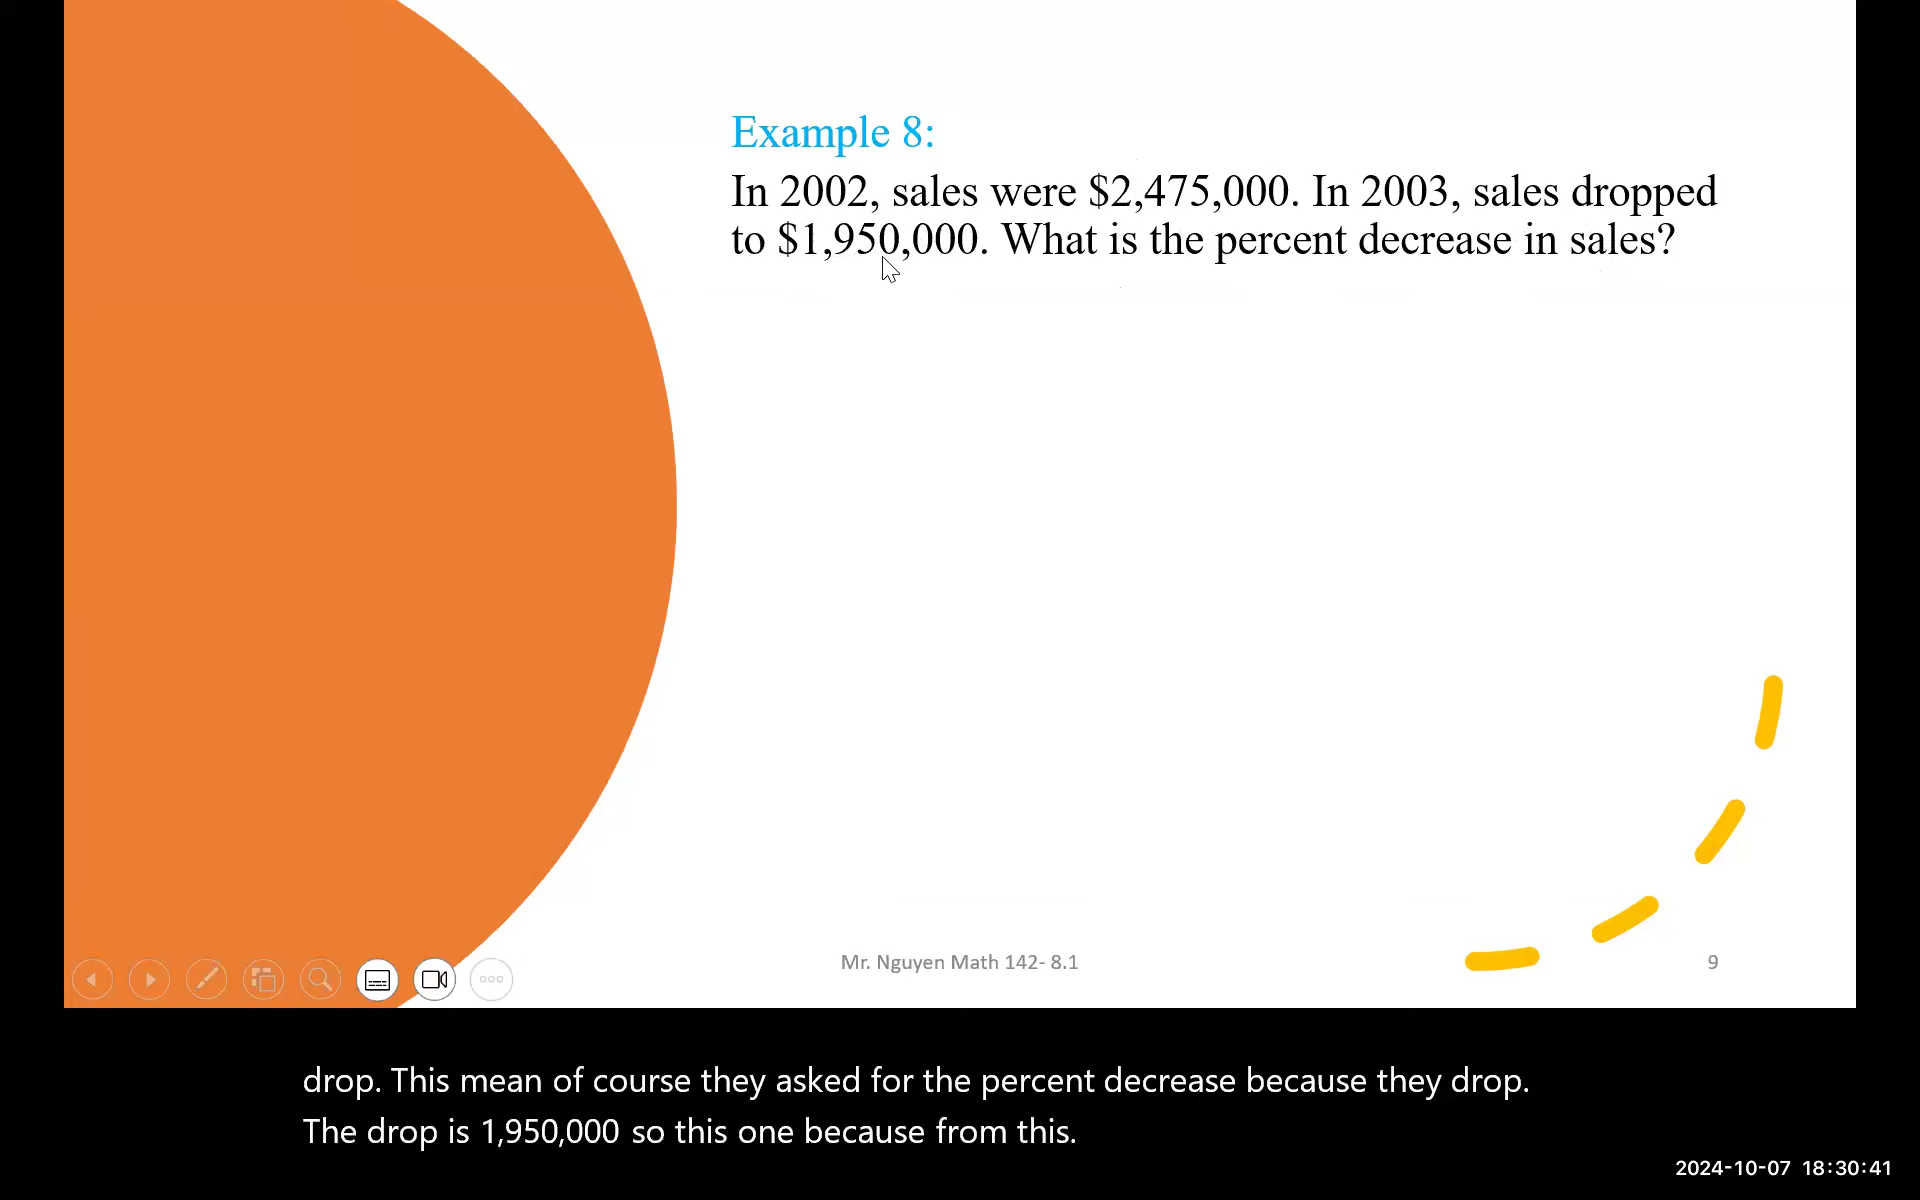 Example 8:
In 2002, sales were $2,475,000. In 2003, sales dropped
to $1,950,000. What is the percent decrease in sales?
Mr. Nguyen Math 142- 8.1
9
drop. This mean of course they asked for the percent decrease because they drop.
The drop is 1,950,000 so this one because from this.
2024-10-07 18:30:41